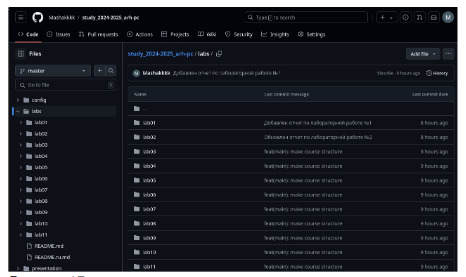 Mashakkkk / study_2024-2025_arh-pc
Type / to search
Code
Issues
Pull requests
Actions
Projects
Wiki
Security
Insights
Settings
Files
master
Go to file
config
labs
lab01
lab02
lab03
lab04
lab05
lab06
lab07
lab08
lab09
lab10
lab11
README.md
README.ru.md
presentation
study_2024-2025_arh-pc / labs /
Add file
Mashakkkk Добавлен отчет по лабораторной работе №1
8 hours ago
History
Name Last commit message Last commit date
..
lab01 Добавлен отчет по лабораторной работе №1 8 hours ago
lab02 Обновлен отчет по лабораторной работе №2 8 hours ago
lab03 feat(main): make course structure 9 hours ago
lab04 feat(main): make course structure 9 hours ago
lab05 feat(main): make course structure 9 hours ago
lab06 feat(main): make course structure 9 hours ago
lab07 feat(main): make course structure 9 hours ago
lab08 feat(main): make course structure 9 hours ago
lab09 feat(main): make course structure 9 hours ago
lab10 feat(main): make course structure 9 hours ago
lab11 feat(main): make course structure 9 hours ago